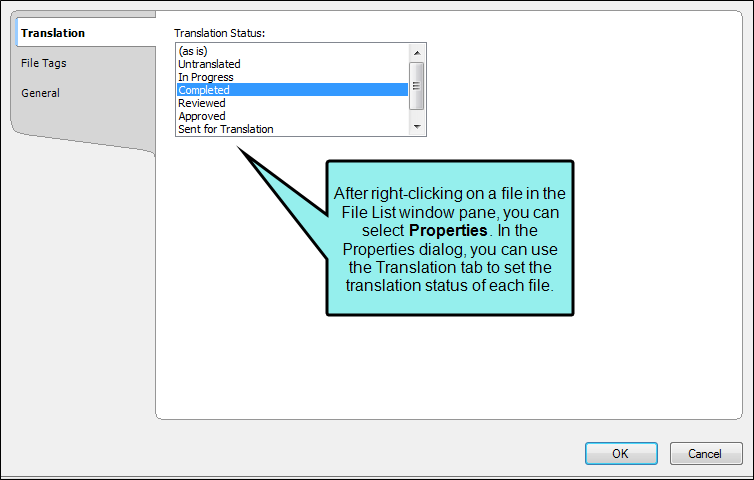 Translation
File Tags
General
Translation Status:
(as is)
Untranslated
In Progress
Completed
Reviewed
Approved
Sent for Translation
After right-clicking on a file in the
File List window pane, you can
select Properties. In the
Properties dialog, you can use
the Translation tab to set the
translation status of each file.
OK
Cancel